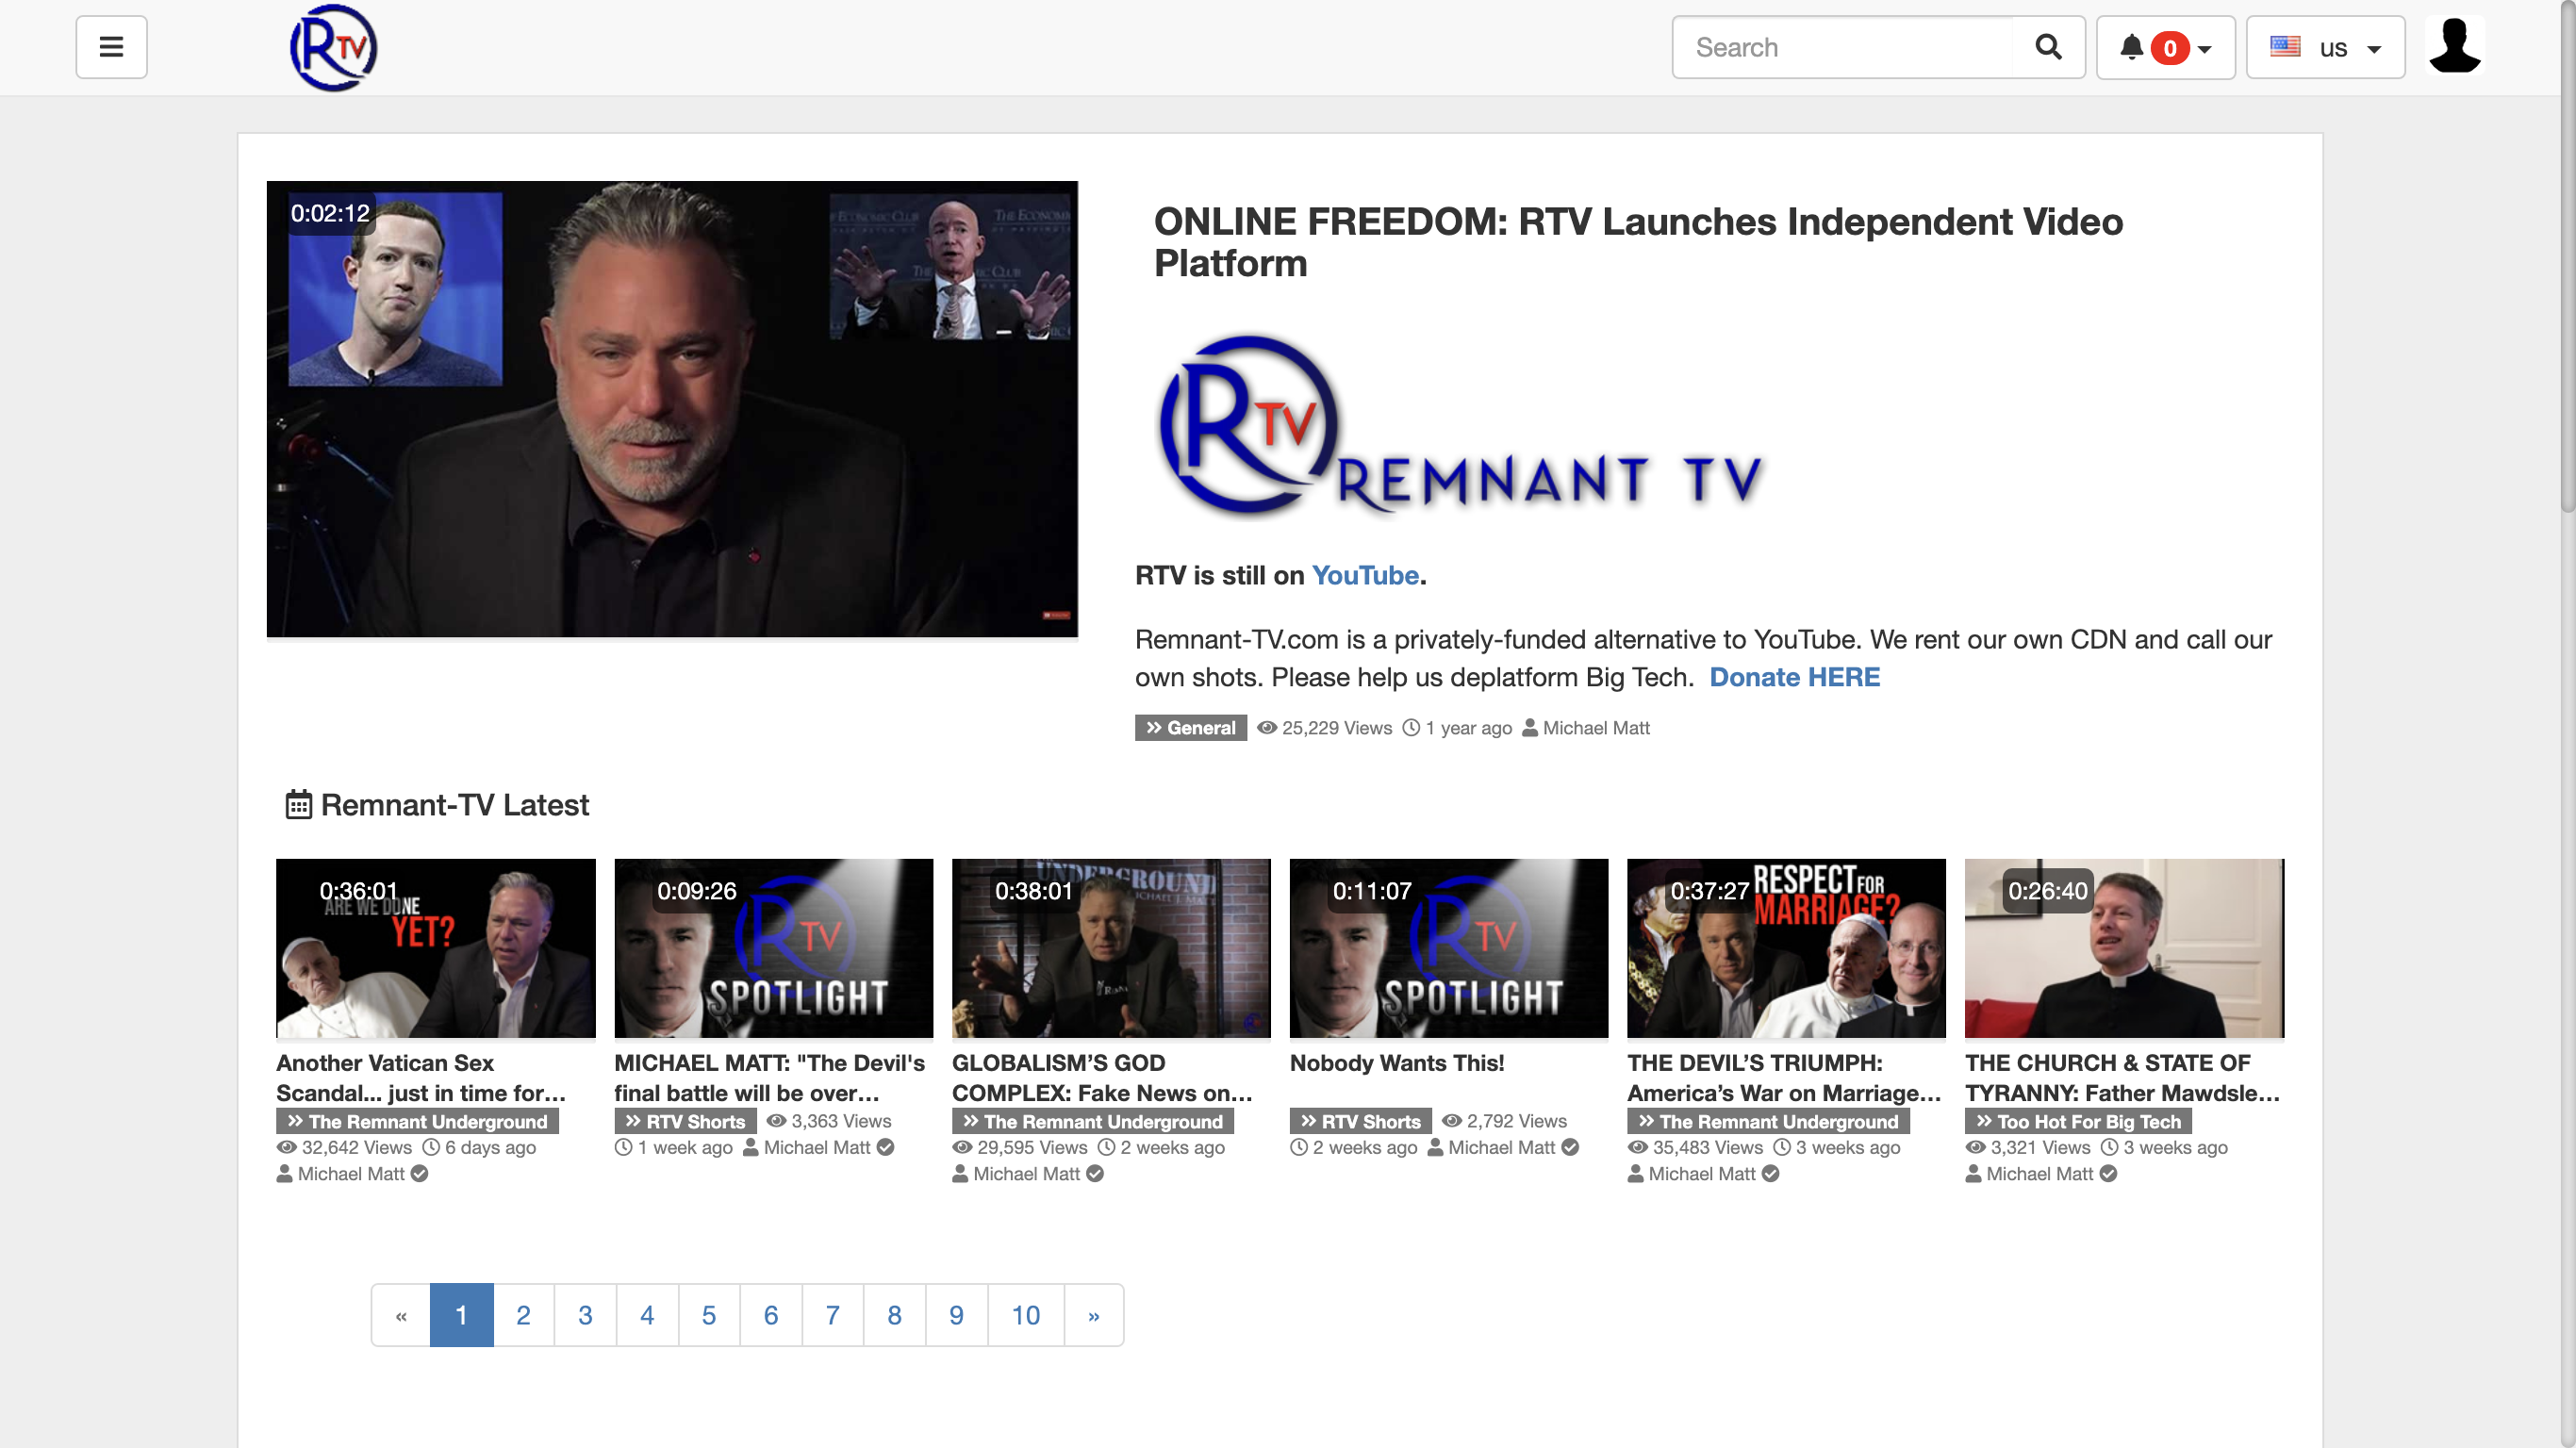 RTV
Search
0
us
0:02:12
ONLINE FREEDOM: RTV Launches Independent Video
Platform
RTV REMNANT TV
RTV is still on YouTube.
Remnant-TV.com is a privately-funded alternative to YouTube. We rent our own CDN and call our
own shots. Please help us deplatform Big Tech. Donate HERE
General 25,229 Views 1 year ago Michael Matt
Remnant-TV Latest
0:36:01
ARE WE DONE
YET?
Another Vatican Sex
Scandal... just in time for...
The Remnant Underground
32,642 Views 6 days ago
Michael Matt
0:09:26
RTV
SPOTLIGHT
MICHAEL MATT: "The Devil's
final battle will be over...
RTV Shorts 3,363 Views
1 week ago Michael Matt
0:38:01
UNDERGROUND
GLOBALISM’S GOD
COMPLEX: Fake News on...
The Remnant Underground
29,595 Views 2 weeks ago
Michael Matt
0:11:07
RTV
SPOTLIGHT
Nobody Wants This!
RTV Shorts 2,792 Views
2 weeks ago Michael Matt
0:37:27
RESPECT FOR
MARRIAGE?
THE DEVIL’S TRIUMPH:
America’s War on Marriage...
The Remnant Underground
35,483 Views 3 weeks ago
Michael Matt
0:26:40
THE CHURCH & STATE OF
TYRANNY: Father Mawdsle...
Too Hot For Big Tech
3,321 Views 3 weeks ago
Michael Matt
« 1 2 3 4 5 6 7 8 9 10 »